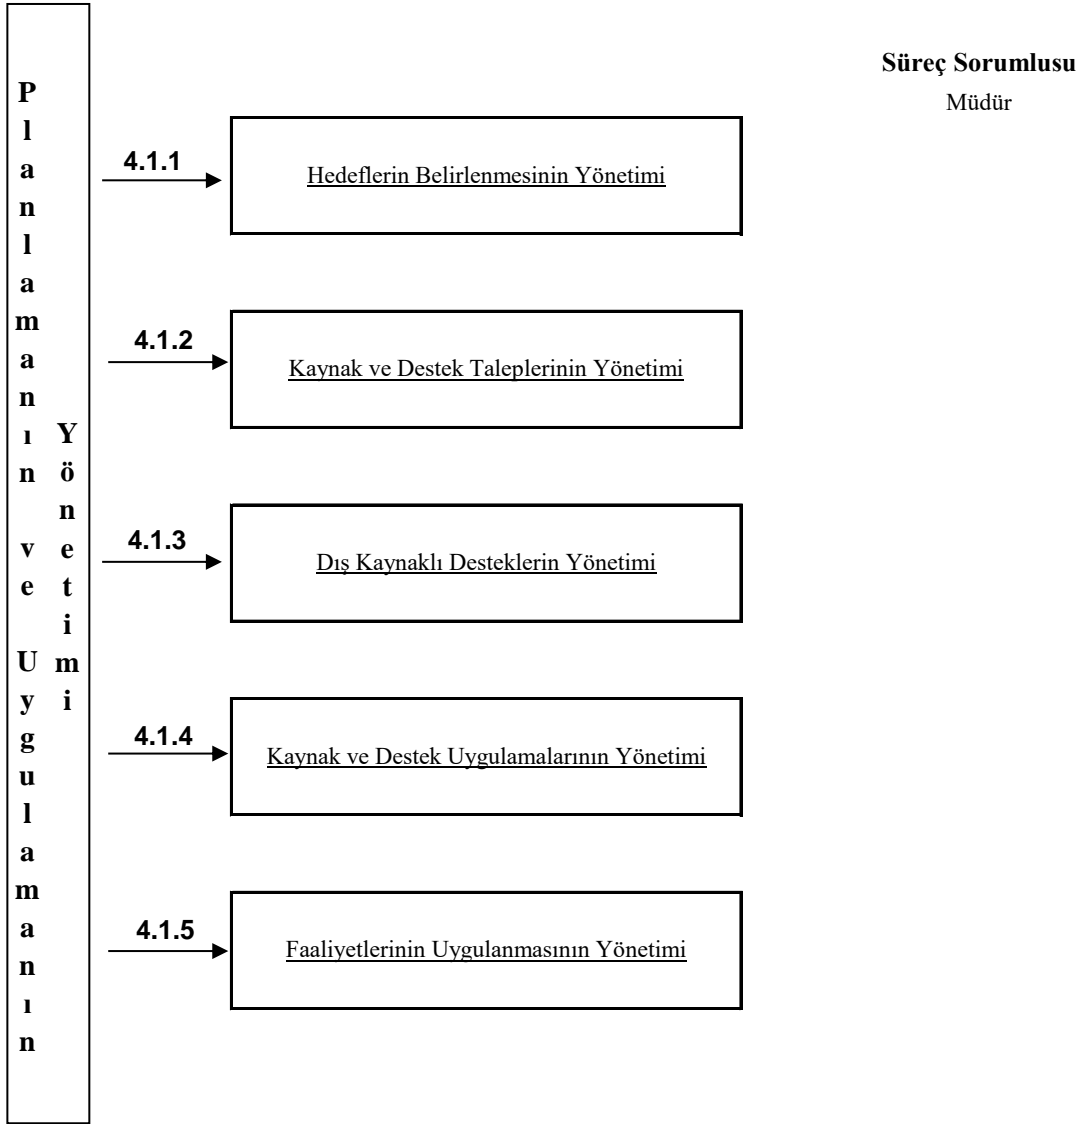 Planlamanın ve Uygulamanın
Yönetimi
Süreç Sorumlusu
Müdür
4.1.1
Hedeflerin Belirlenmesinin Yönetimi
4.1.2
Kaynak ve Destek Taleplerinin Yönetimi
4.1.3
Dış Kaynaklı Desteklerin Yönetimi
4.1.4
Kaynak ve Destek Uygulamalarının Yönetimi
4.1.5
Faaliyetlerinin Uygulanmasının Yönetimi